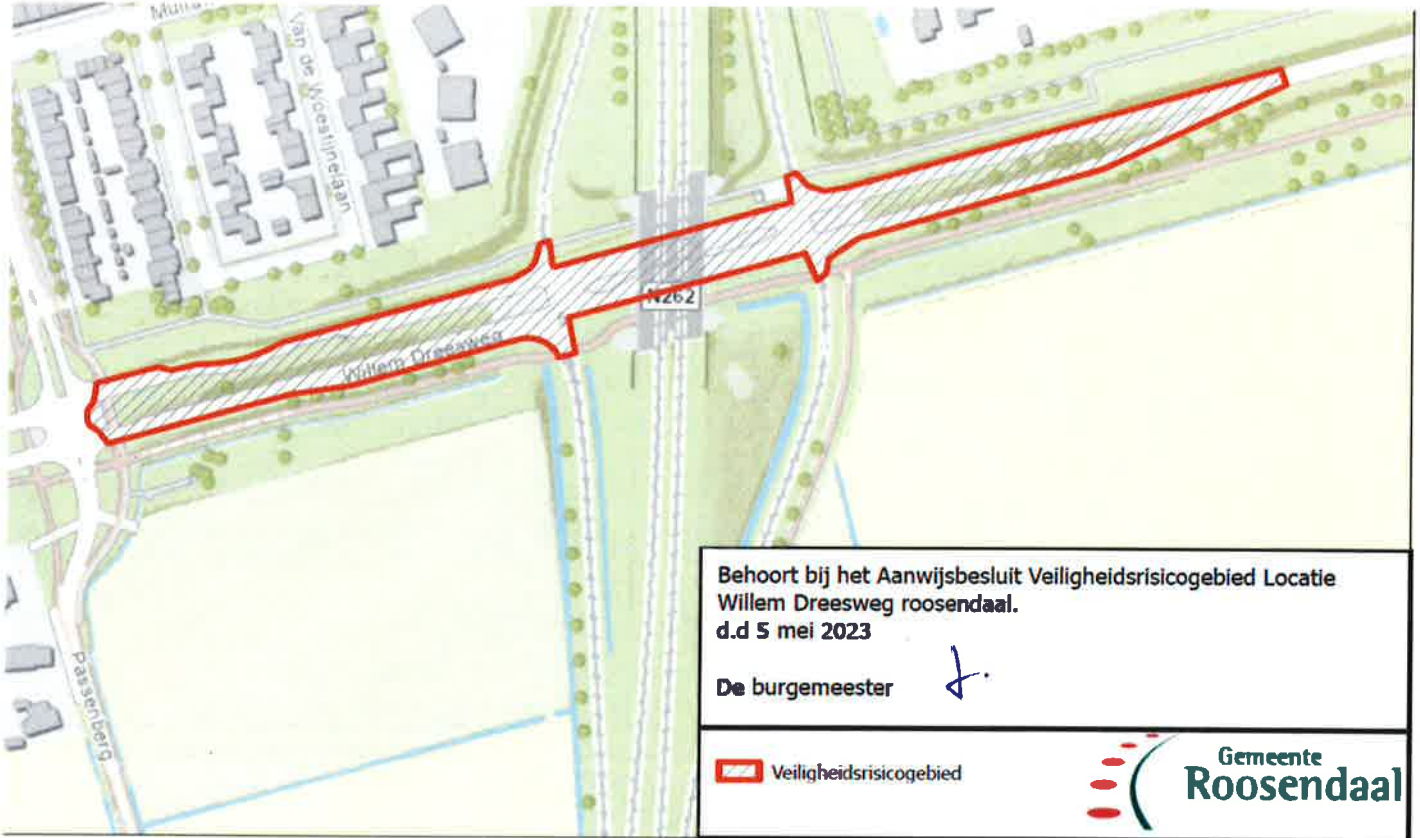 Van de Woestijnelaan
N262
Willem Dreesweg
Passenberg
Behoort bij het Aanwijsbesluit Veiligheidsrisicogebied Locatie
Willem Dreesweg roosendaal.
d.d 5 mei 2023
De burgemeester
Veiligheidsrisicogebied
Gemeente
Roosendaal